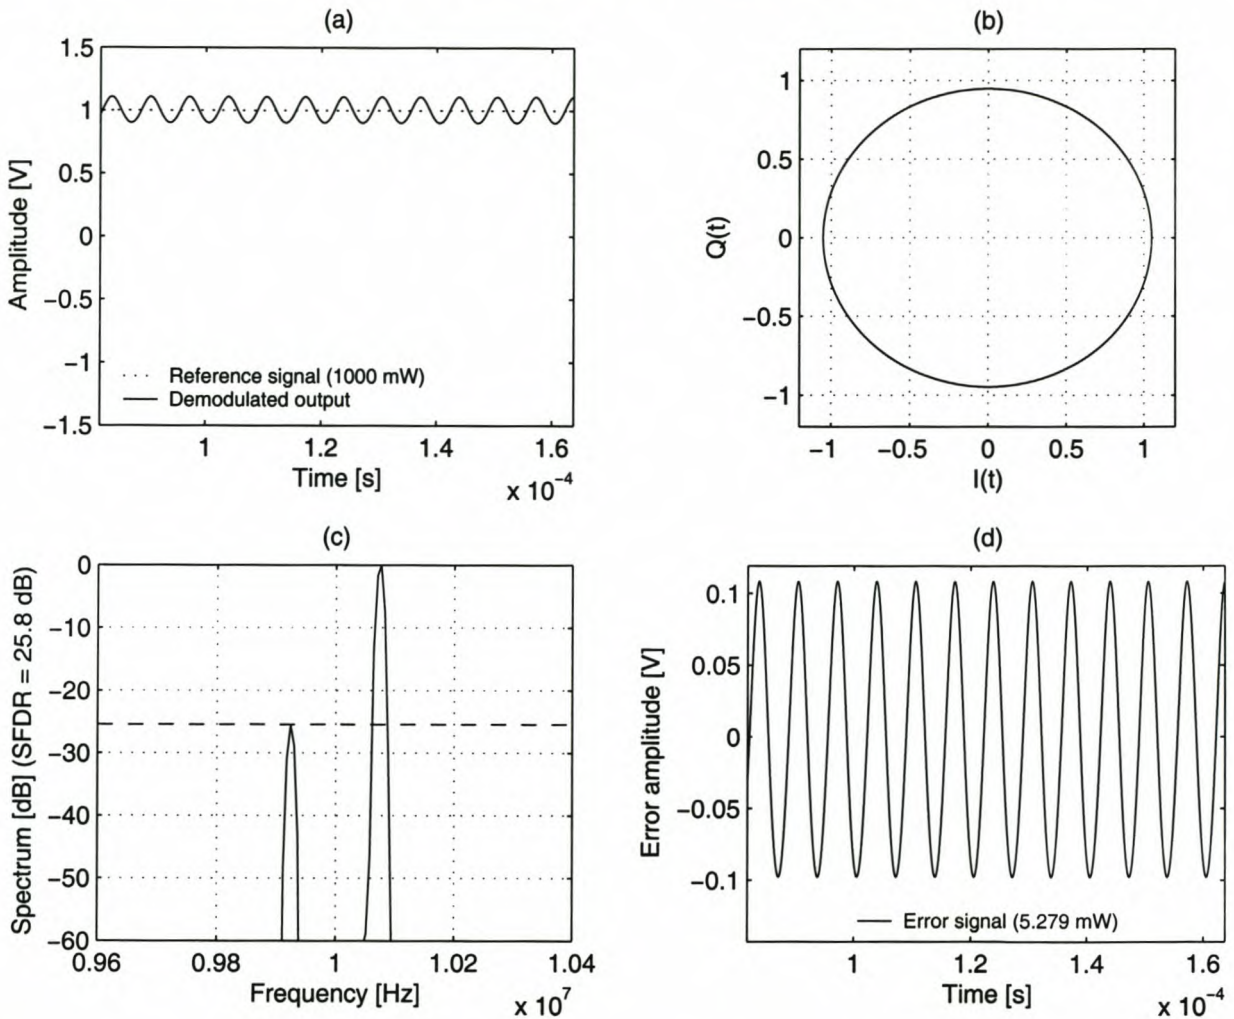 (a)
1.5
1
0.5
0
−0.5
−1
−1.5
Amplitude [V]
Reference signal (1000 mW)
Demodulated output
1
1.2
1.4
1.6
Time [s]
x 10−4
(b)
1
0.5
0
−0.5
−1
Q(t)
−1
−0.5
0
0.5
1
I(t)
(c)
0
−10
−20
−30
−40
−50
−60
Spectrum [dB] (SFDR = 25.8 dB)
0.96
0.98
1
1.02
1.04
Frequency [Hz]
x 107
(d)
0.1
0.05
0
−0.05
−0.1
Error amplitude [V]
Error signal (5.279 mW)
1
1.2
1.4
1.6
Time [s]
x 10−4